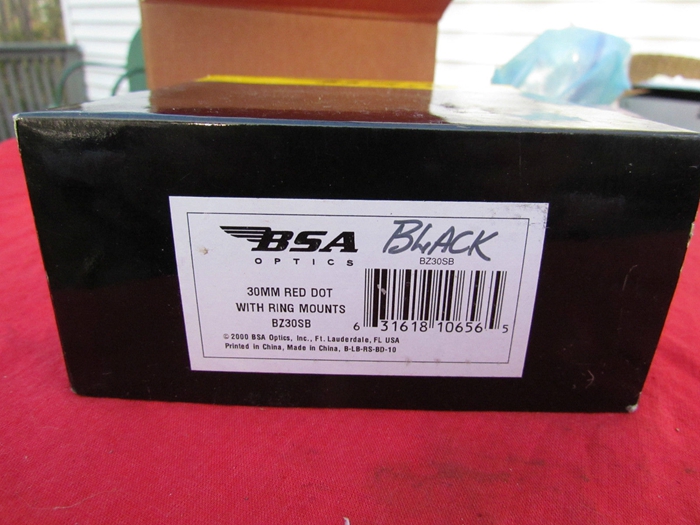 BSA BLACK
OPTICS
BZ30SB
30MM RED DOT
WITH RING MOUNTS
BZ30SB
6 31618 10656 5
© 2000 BSA Optics, Inc., Ft. Lauderdale, FL USA
Printed in China, Made in China, B-LB-RS-BD-10